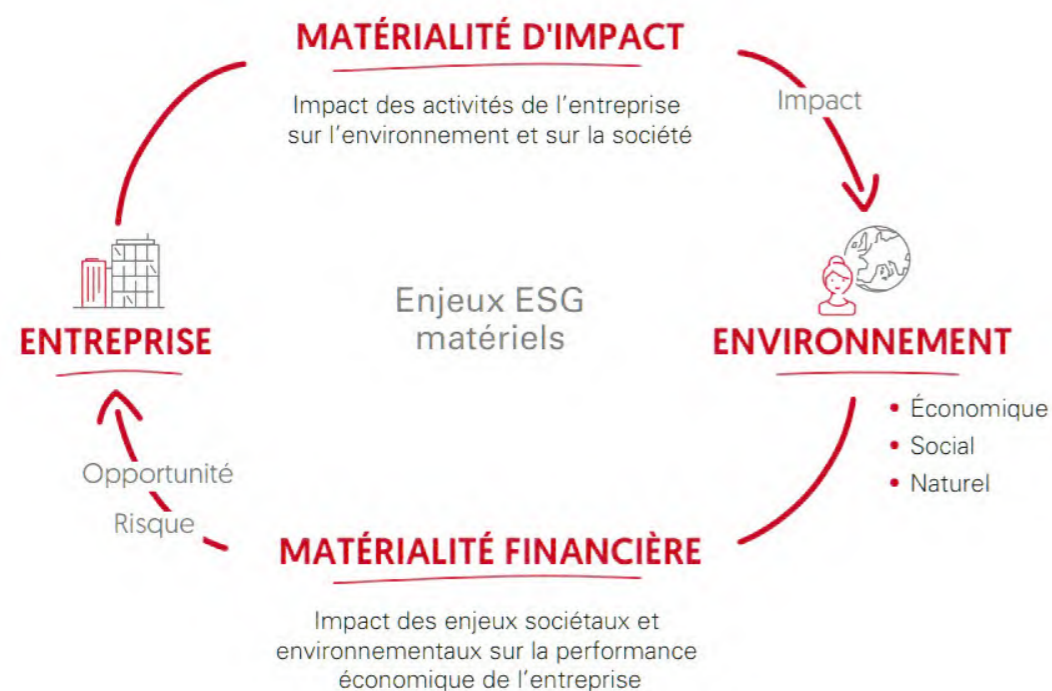 MATÉRIALITÉ D'IMPACT
Impact des activités de l'entreprise
sur l'environnement et sur la société
Impact
Enjeux ESG
matériels
ENTREPRISE
ENVIRONNEMENT
• Économique
• Social
• Naturel
Opportunité
Risque
MATÉRIALITÉ FINANCIÈRE
Impact des enjeux sociétaux et
environnementaux sur la performance
économique de l'entreprise